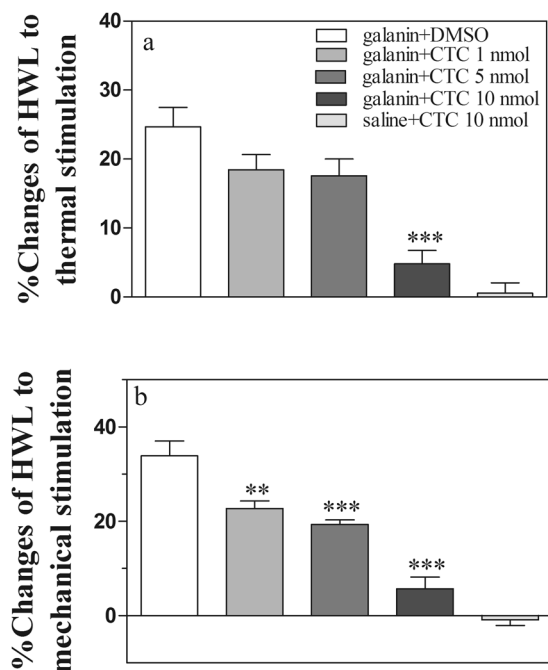 %Changes of HWL to
thermal stimulation
a
40
30
20
10
0
galanin+DMSO
galanin+CTC 1 nmol
galanin+CTC 5 nmol
galanin+CTC 10 nmol
saline+CTC 10 nmol
***
%Changes of HWL to
mechanical stimulation
b
40
20
0
**
***
***